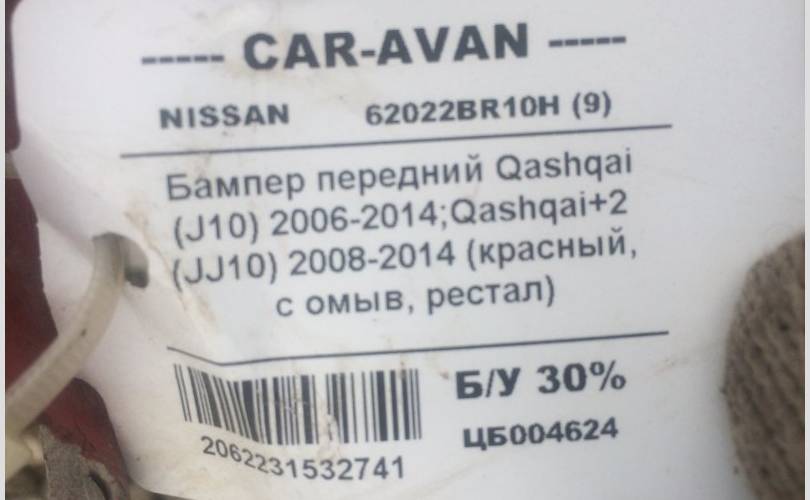 ----- CAR-AVAN -----
NISSAN 62022BR10H (9)
Бампер передний Qashqai
(J10) 2006-2014;Qashqai+2
(JJ10) 2008-2014 (красный,
с омыв, рестал)
Б/У 30%
2062231532741
ЦБ004624